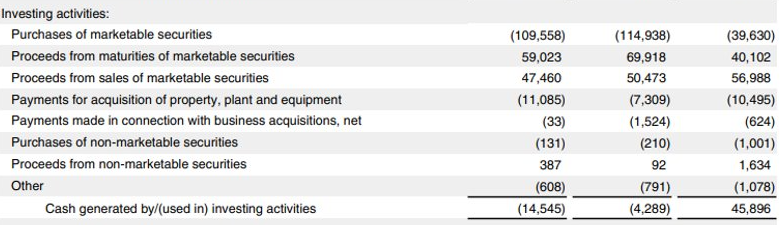 Investing activities:
Purchases of marketable securities (109,558) (114,938) (39,630)
Proceeds from maturities of marketable securities 59,023 69,918 40,102
Proceeds from sales of marketable securities 47,460 50,473 56,988
Payments for acquisition of property, plant and equipment (11,085) (7,309) (10,495)
Payments made in connection with business acquisitions, net (33) (1,524) (624)
Purchases of non-marketable securities (131) (210) (1,001)
Proceeds from non-marketable securities 387 92 1,634
Other (608) (791) (1,078)
Cash generated by/(used in) investing activities (14,545) (4,289) 45,896